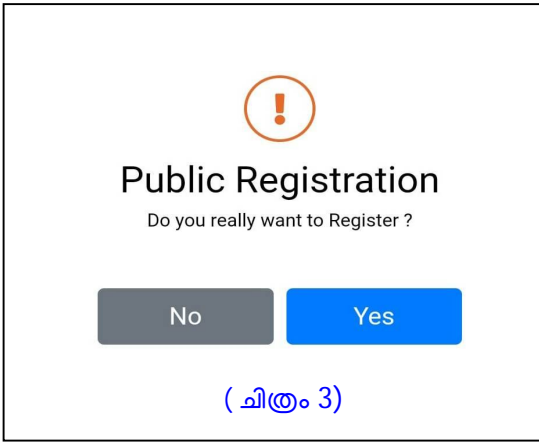 Public Registration
Do you really want to Register ?
No
Yes
( ചിത്രം 3)